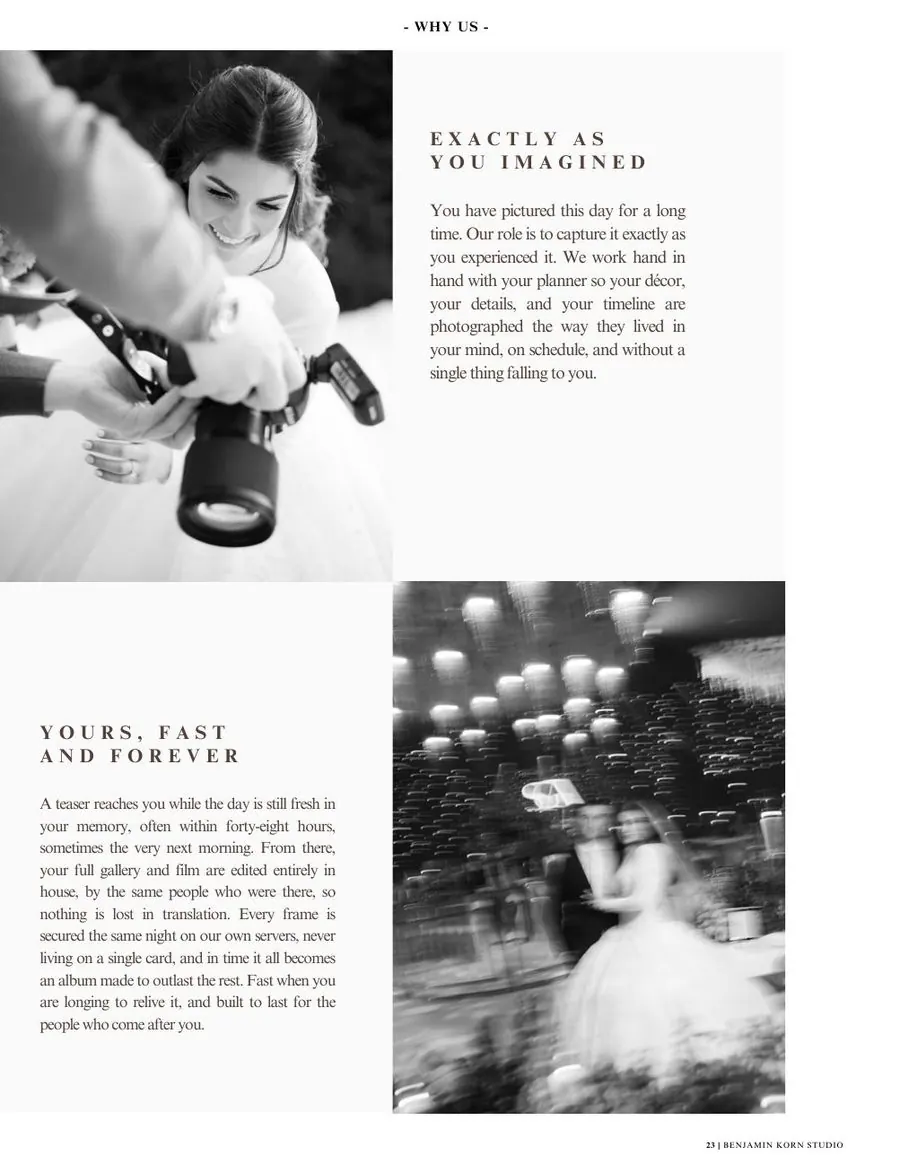 - WHY US -
EXACTLY AS
YOU IMAGINED
You have pictured this day for a long
time. Our role is to capture it exactly as
you experienced it. We work hand in
hand with your planner so your décor,
your details, and your timeline are
photographed the way they lived in
your mind, on schedule, and without a
single thing falling to you.
YOURS, FAST
AND FOREVER
A teaser reaches you while the day is still fresh in
your memory, often within forty-eight hours,
sometimes the very next morning. From there,
your full gallery and film are edited entirely in
house, by the same people who were there, so
nothing is lost in translation. Every frame is
secured the same night on our own servers, never
living on a single card, and in time it all becomes
an album made to outlast the rest. Fast when you
are longing to relive it, and built to last for the
people who come after you.
23 | BENJAMIN KORN STUDIO